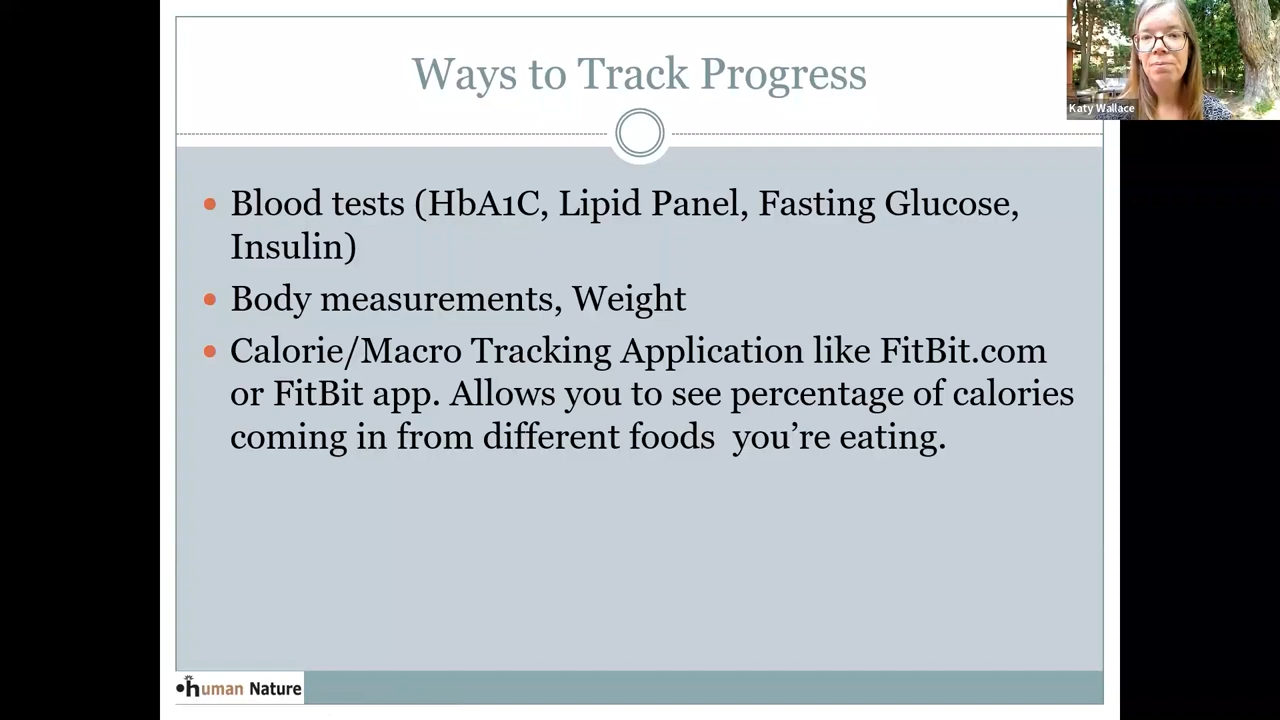 Ways to Track Progress
Katy Wallace
• Blood tests (HbA1C, Lipid Panel, Fasting Glucose,
Insulin)
• Body measurements, Weight
• Calorie/Macro Tracking Application like FitBit.com
or FitBit app. Allows you to see percentage of calories
coming in from different foods  you’re eating.
human Nature